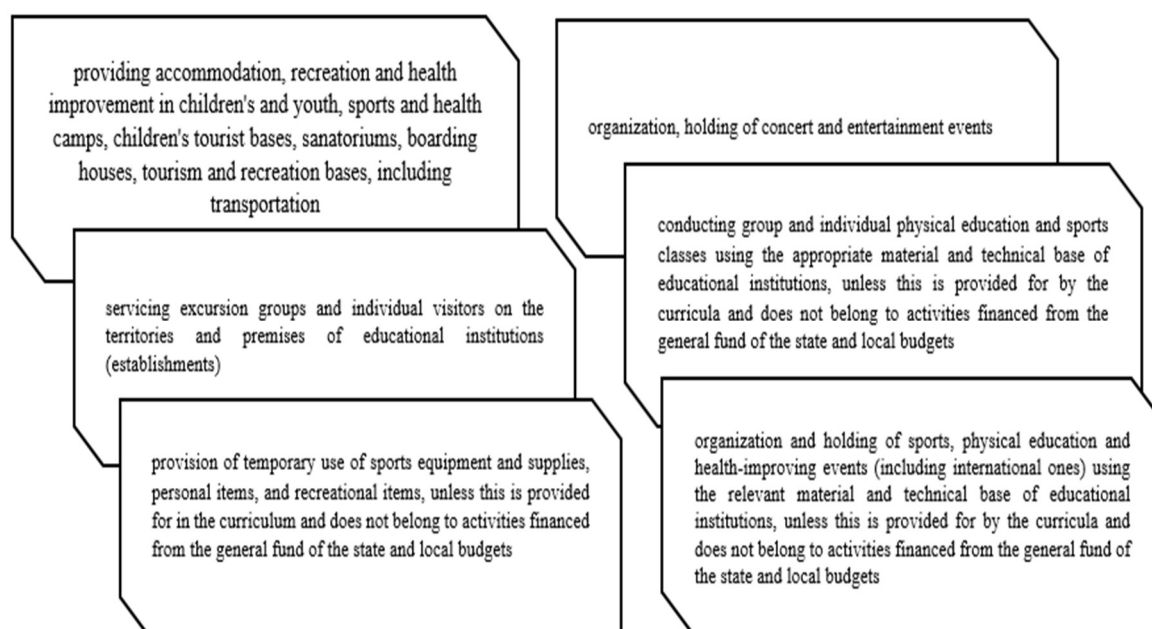 providing accommodation, recreation and health
improvement in children's and youth, sports and health
camps, children's tourist bases, sanatoriums, boarding
houses, tourism and recreation bases, including
transportation
servicing excursion groups and individual visitors on the
territories and premises of educational institutions
(establishments)
provision of temporary use of sports equipment and supplies,
personal items, and recreational items, unless this is provided
for in the curriculum and does not belong to activities financed
from the general fund of the state and local budgets
organization, holding of concert and entertainment events
conducting group and individual physical education and sports
classes using the appropriate material and technical base of
educational institutions, unless this is provided for by the
curricula and does not belong to activities financed from the
general fund of the state and local budgets
organization and holding of sports, physical education and
health-improving events (including international ones) using
the relevant material and technical base of educational
institutions, unless this is provided for by the curricula and
does not belong to activities financed from the general fund of
the state and local budgets